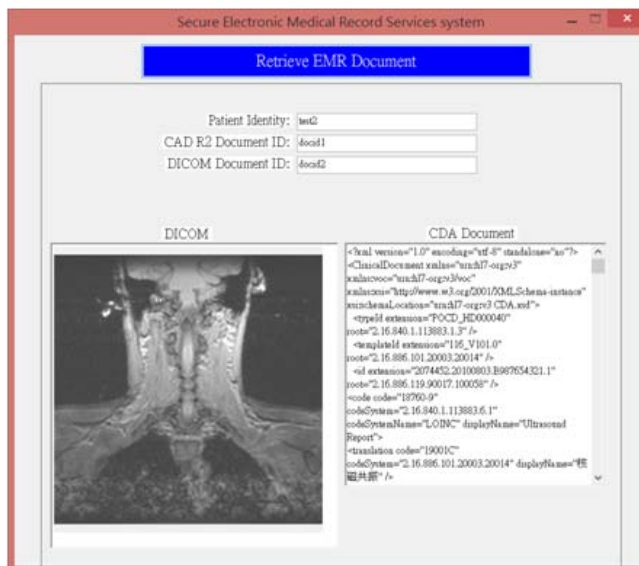 Secure Electronic Medical Record Services system
Retrieve EMR Document
Patient Identity: test2
CAD R2 Document ID: docid1
DICOM Document ID: docid2
DICOM
CDA Document
<?xml version="1.0" encoding="utf-8" standalone="no"?>
<ClinicalDocument xmlns="urn:hl7-org:v3"
xmlns:voc="urn:hl7-org:v3/voc"
xmlns:xsi="http://www.w3.org/2001/XMLSchema-instance"
xsi:schemaLocation="urn:hl7-org:v3 CDA.xsd">
<typeId extension="POCD_HD000040"
root="2.16.840.1.113883.1.3" />
<templateId extension="116_V101.0"
root="2.16.886.101.20003.20014" />
<id extension="2074452.20100803.B987654321.1"
root="2.16.886.119.90017.100058" />
<code code="18760-9"
codeSystem="2.16.840.1.113883.6.1"
codeSystemName="LOINC" displayName="Ultrasound
Report">
<translation code="19001C"
codeSystem="2.16.886.101.20003.20014" displayName="核
磁共振" />